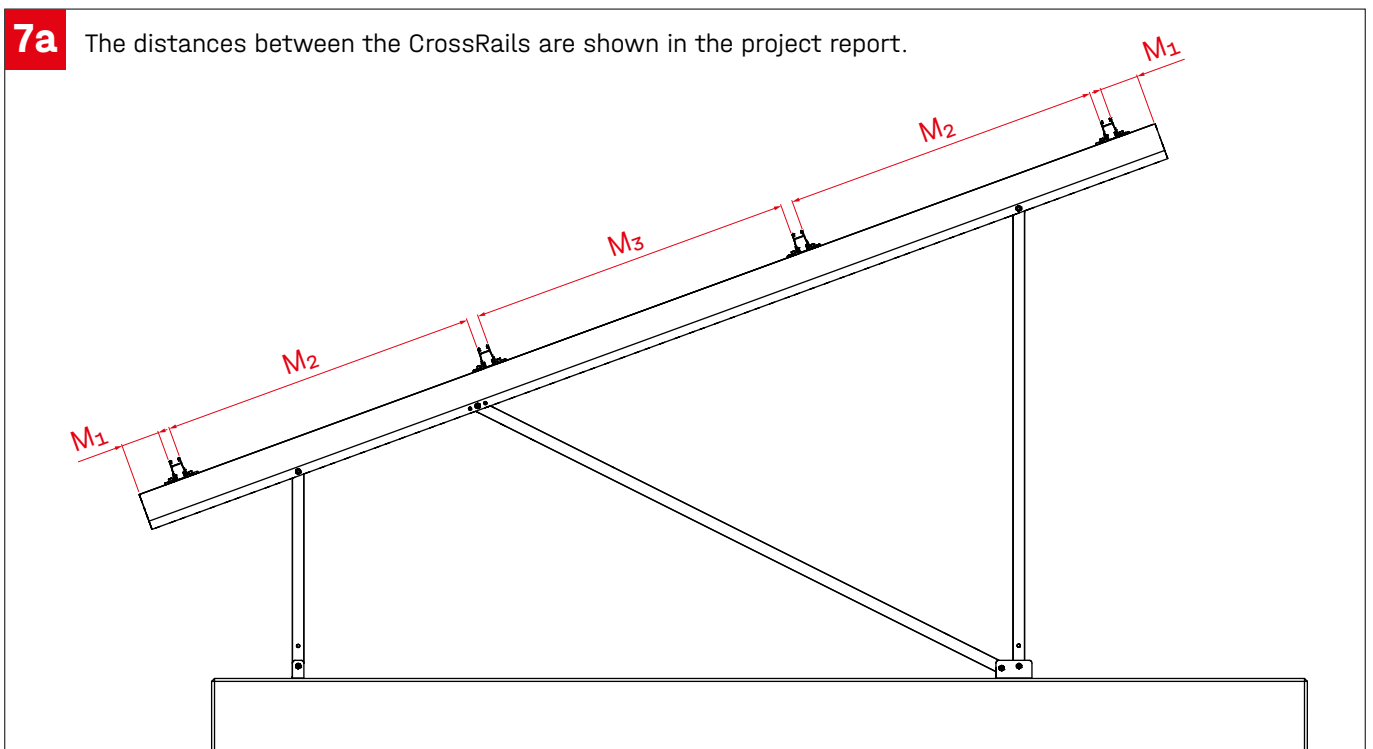 7a
The distances between the CrossRails are shown in the project report.
M₁
M₂
M₃
M₂
M₁